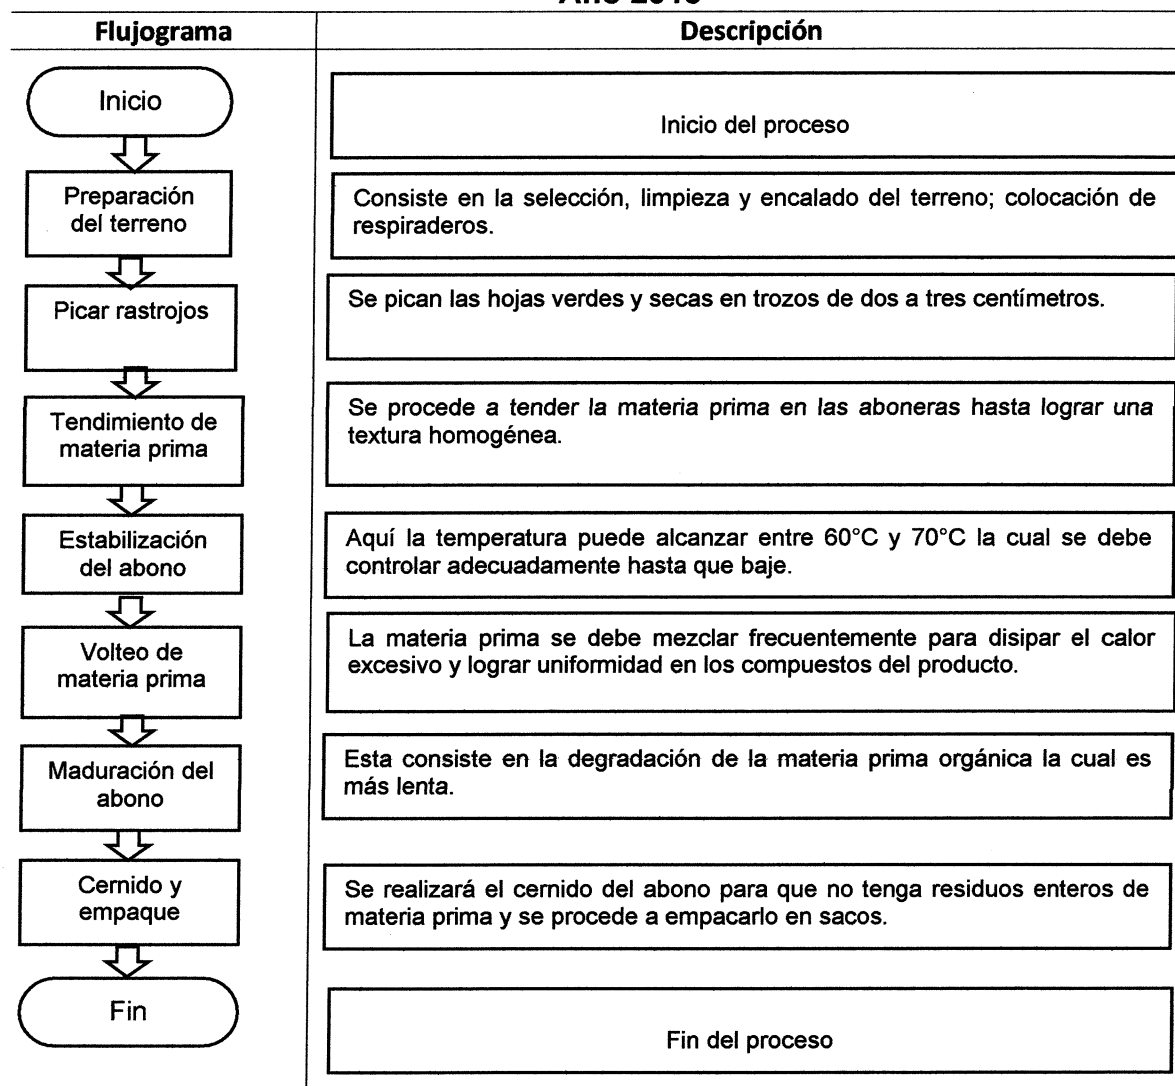 Flujograma
Descripción
Inicio
Inicio del proceso
Preparación
del terreno
Consiste en la selección, limpieza y encalado del terreno; colocación de
respiraderos.
Picar rastrojos
Se pican las hojas verdes y secas en trozos de dos a tres centímetros.
Tendimiento de
materia prima
Se procede a tender la materia prima en las aboneras hasta lograr una
textura homogénea.
Estabilización
del abono
Aquí la temperatura puede alcanzar entre 60°C y 70°C la cual se debe
controlar adecuadamente hasta que baje.
Volteo de
materia prima
La materia prima se debe mezclar frecuentemente para disipar el calor
excesivo y lograr uniformidad en los compuestos del producto.
Maduración del
abono
Esta consiste en la degradación de la materia prima orgánica la cual es
más lenta.
Cernido y
empaque
Se realizará el cernido del abono para que no tenga residuos enteros de
materia prima y se procede a empacarlo en sacos.
Fin
Fin del proceso